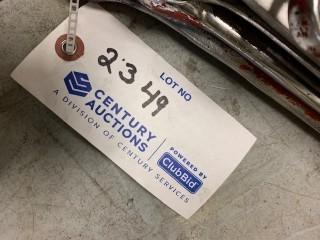 LOT NO
2349
CENTURY
AUCTIONS
A DIVISION OF CENTURY SERVICES
POWERED BY
ClubBid